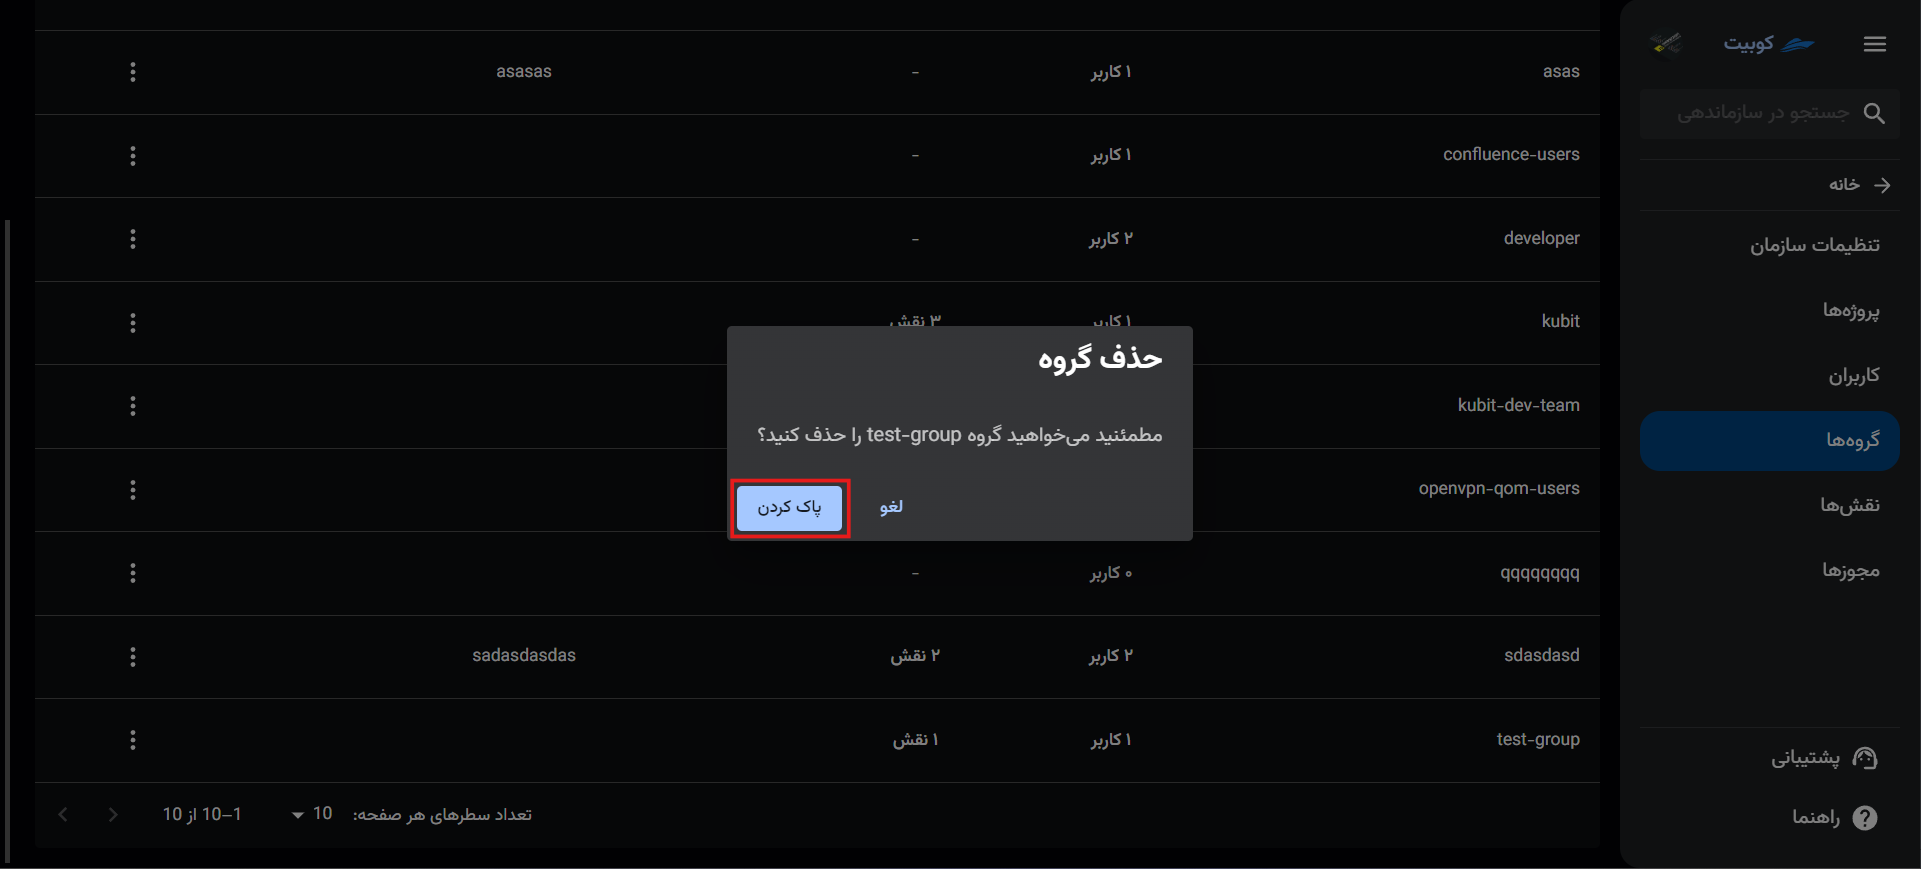 کوبیت
جستجو در سازماندهی
خانه
تنظیمات سازمان
پروژه‌ها
کاربران
گروه‌ها
نقش‌ها
مجوزها
پشتیبانی
راهنما
asas ۱ کاربر - asasas
confluence-users ۱ کاربر -
developer ۲ کاربر -
kubit ۱ کاربر ۳ نقش
kubit-dev-team
openvpn-qom-users
qqqqqqqq ۰ کاربر -
sdasdasd ۲ کاربر ۲ نقش sadasdasdas
test-group ۱ کاربر ۱ نقش
تعداد سطرهای هر صفحه: 10 1–10 از 10
حذف گروه
مطمئنید می‌خواهید گروه test-group را حذف کنید؟
لغو
پاک کردن